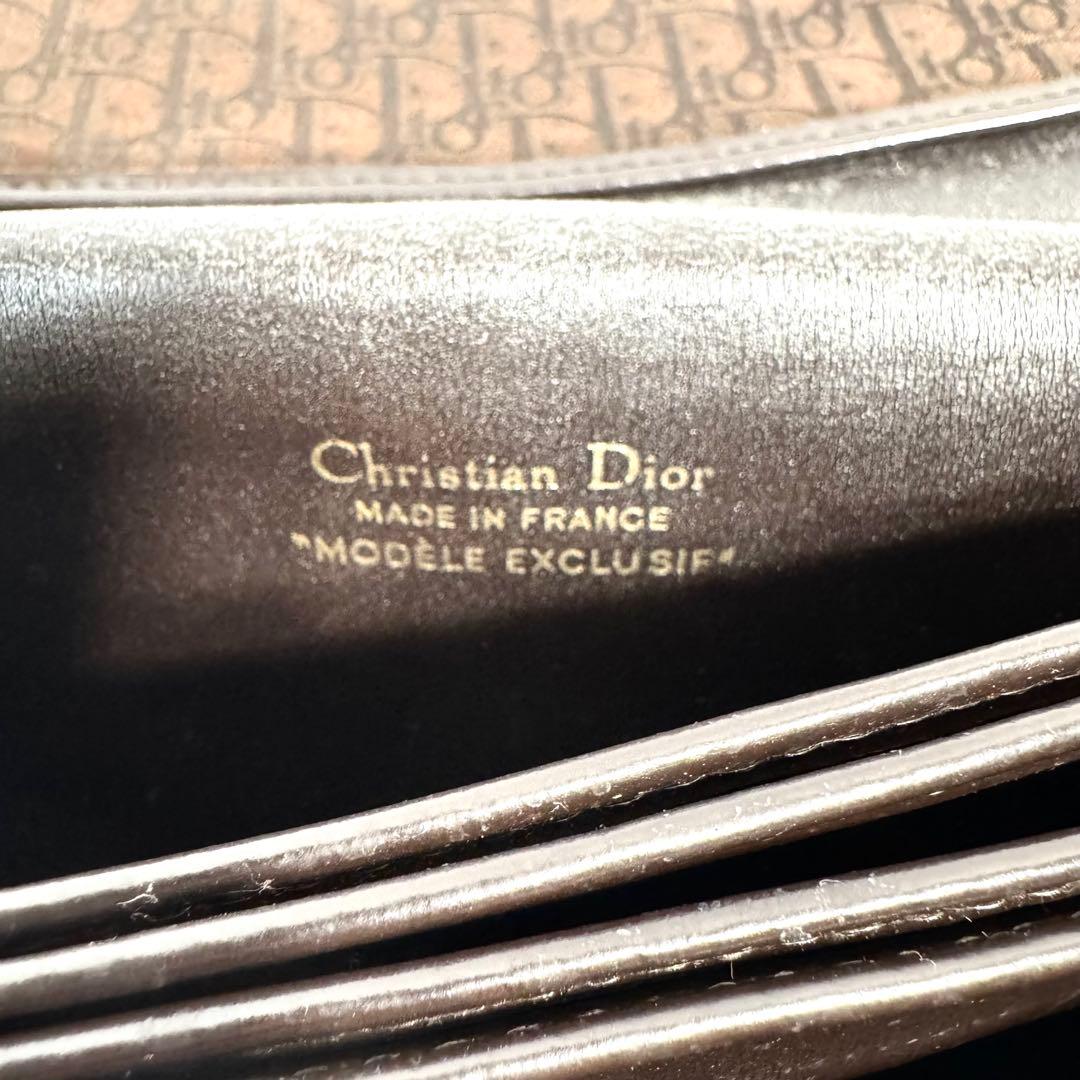 Christian Dior
MADE IN FRANCE
"MODÈLE EXCLUSIF"